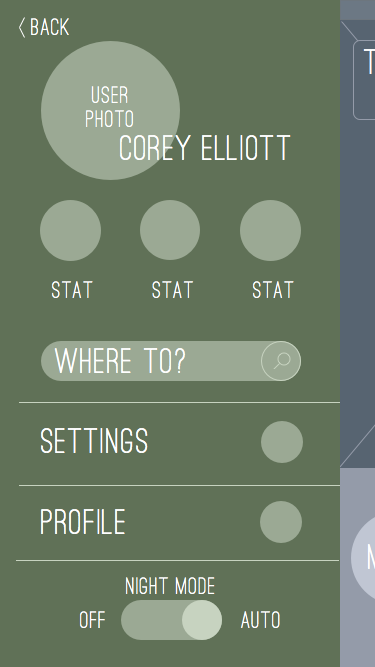 BACK
USER
PHOTO
COREY ELLIOTT
STAT STAT STAT
WHERE TO?
SETTINGS
PROFILE
NIGHT MODE
OFF AUTO